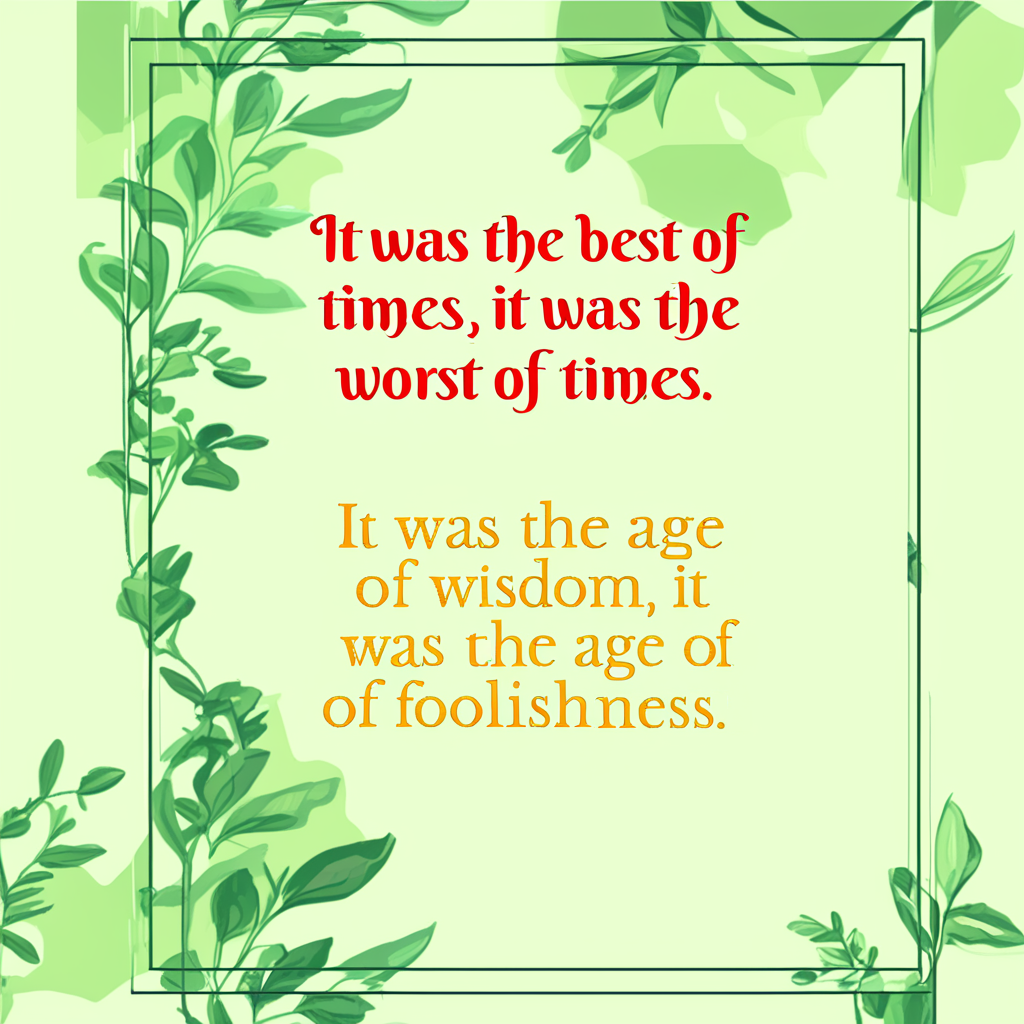 It was the best of
times, it was the
worst of times.
It was the age
of wisdom, it
was the age of
of foolishness.